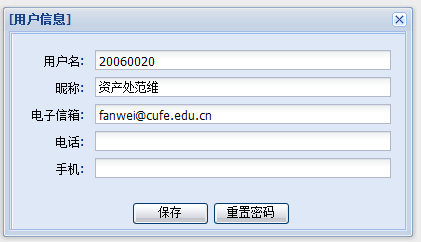 [用户信息]
用户名: 20060020
昵称: 资产处范维
电子信箱: fanwei@cufe.edu.cn
电话:
手机:
保存 重置密码